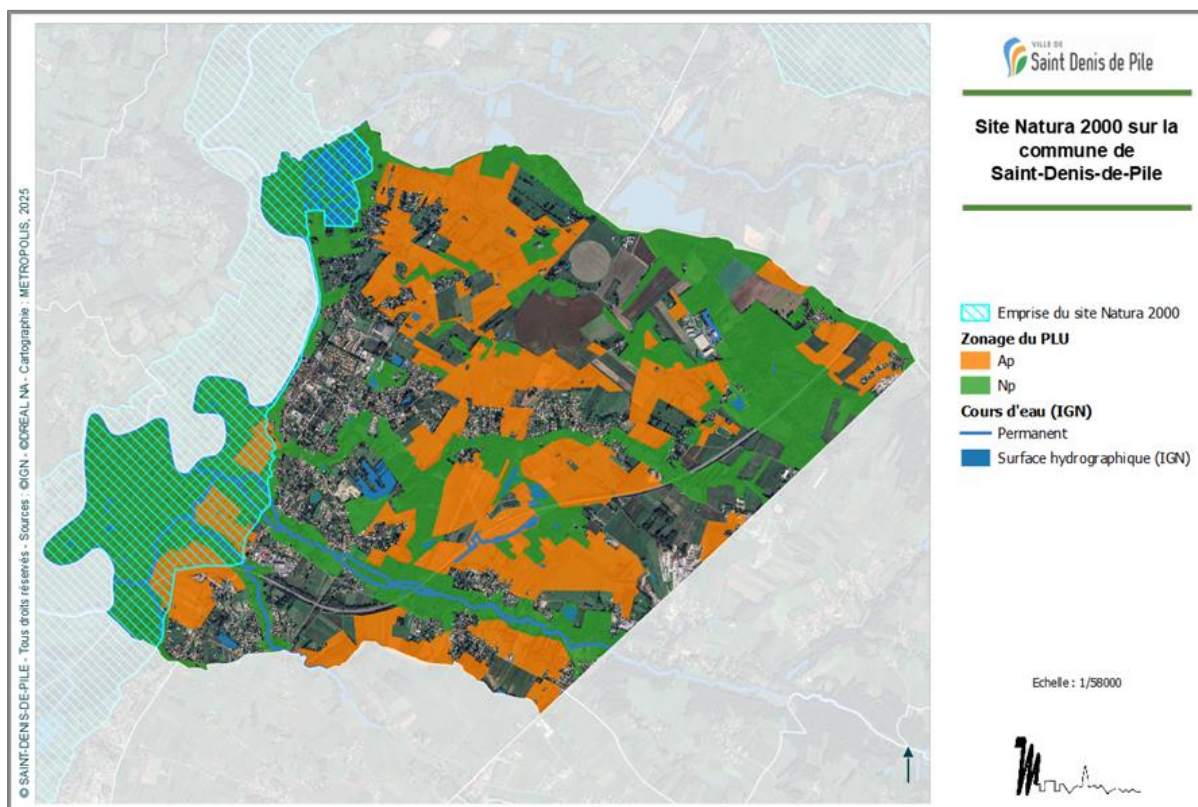 VILLE DE
Saint Denis de Pile
Site Natura 2000 sur la
commune de
Saint-Denis-de-Pile
Emprise du site Natura 2000
Zonage du PLU
Ap
Np
Cours d'eau (IGN)
Permanent
Surface hydrographique (IGN)
Echelle : 1/58000
© SAINT-DENIS-DE-PILE - Tous droits réservés - Sources : ©IGN - ©DREAL NA - Cartographie : METROPOLIS, 2025